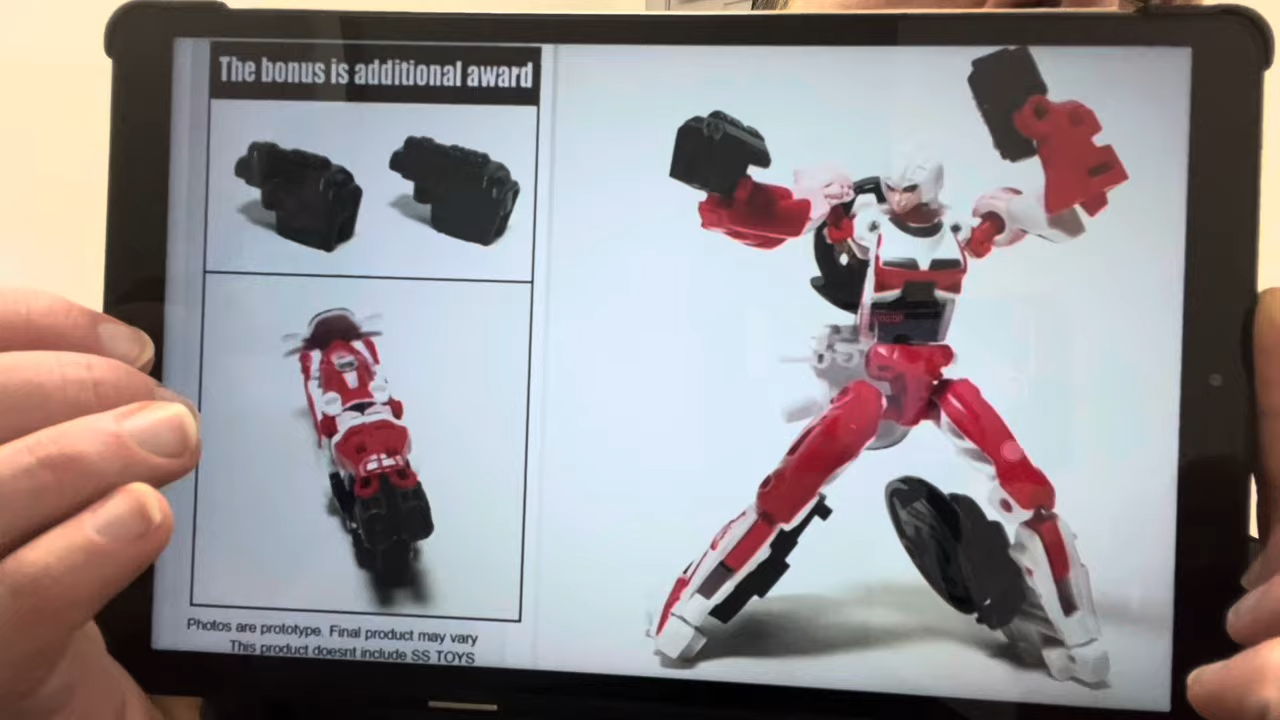 The bonus is additional award
Photos are prototype. Final product may vary
This product doesnt include SS TOYS